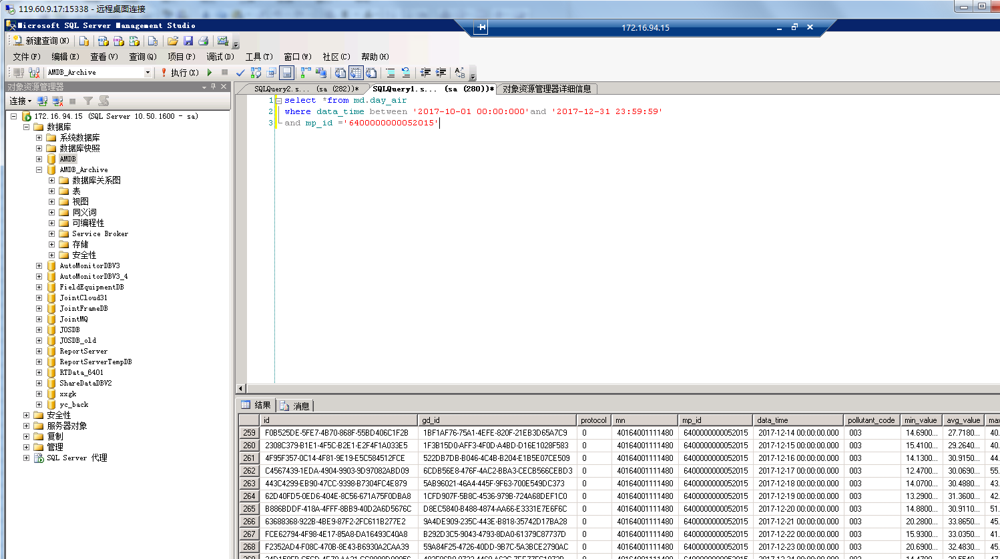 119.60.9.17:15338 - 远程桌面连接
Microsoft SQL Server Management Studio
172.16.94.15
新建查询(N)
文件(F) 编辑(E) 查看(V) 查询(Q) 项目(P) 调试(D) 工具(T) 窗口(W) 社区(C) 帮助(H)
AMDB_Archive
执行(X)
对象资源管理器
连接
172.16.94.15 (SQL Server 10.50.1600 - sa)
数据库
系统数据库
数据库快照
AMDB
AMDB_Archive
数据库关系图
表
视图
同义词
可编程性
Service Broker
存储
安全性
AutoMonitorDBV3
AutoMonitorDBV3_4
FieldEquipmentDB
JointCloud31
JointFrameDB
JointMQ
JOSDB
JOSDB_old
ReportServer
ReportServerTempDB
RTData_6401
ShareDataDBV2
xxgk
yc_back
安全性
服务器对象
复制
管理
SQL Server 代理
SQLQuery2.s... (sa (282))* SQLQuery1.s... (sa (280))* 对象资源管理器详细信息
1 select *from md.day_air
2 where data_time between '2017-10-01 00:00:000'and '2017-12-31 23:59:59'
3 and mp_id ='6400000000052015'
结果 消息
id gd_id protocol mn mp_id data_time pollutant_code min_value avg_value max
259 F0B525DE-5FE7-4B70-868F-55BD406C1F2B 1BF1AF76-75A1-4EFE-820F-21EB3D65A7C9 0 40164001111480 6400000000052015 2017-12-14 00:00:00.000 003 14.6900... 27.7180... 40.
260 2308C379-B1E1-4F5C-B2E1-E2F4F1A033E5 1F3B15D0-AFF3-4F0D-A4BD-D16E1028F583 0 40164001111480 6400000000052015 2017-12-15 00:00:00.000 003 15.4100... 29.2640... 40.
261 4F95F357-0C14-4F81-9E19-E5C584512FCE 522DB7DB-B046-4C4B-B204-E1B5E07CE509 0 40164001111480 6400000000052015 2017-12-16 00:00:00.000 003 14.1300... 30.9150... 44.
262 C4567439-1EDA-4904-9903-9D97082ABD09 6CDB56E8-476F-4AC2-BBA3-CECB566CEBD3 0 40164001111480 6400000000052015 2017-12-17 00:00:00.000 003 12.4700... 30.0690... 55.
263 443C4299-EB90-47CC-9398-B7304FC4E879 5AB96021-46A4-445F-9F63-700E549DC373 0 40164001111480 6400000000052015 2017-12-18 00:00:00.000 003 14.0700... 30.4880... 43.
264 62D40FD5-0ED6-404E-8C56-671A75F0DBA8 1CFD907F-5B8C-4536-979B-724A68DEF1C0 0 40164001111480 6400000000052015 2017-12-19 00:00:00.000 003 13.2900... 31.3600... 42.
265 B886BDDF-418A-4FFF-8BB9-40D2A6D5676C D8EC5840-B488-4874-AA66-E3331E7E6F6C 0 40164001111480 6400000000052015 2017-12-20 00:00:00.000 003 14.8800... 30.9110... 51.
266 63688368-922B-4BE9-87F2-2FC611B277E2 9A4DE909-235C-443E-B818-35742D17BA28 0 40164001111480 6400000000052015 2017-12-21 00:00:00.000 003 20.2800... 33.8650... 45.
267 FCE62794-4F98-4E17-85A8-DA16493C40A8 B292D3C5-9043-4793-8DA0-61379C87737D 0 40164001111480 6400000000052015 2017-12-22 00:00:00.000 003 15.9300... 33.0350... 41.
268 F2352AD4-F08C-470B-8E43-B6930A2CAA39 59A84F25-4726-40DD-9B7C-5A3BCE2790AC 0 40164001111480 6400000000052015 2017-12-23 00:00:00.000 003 20.6900... 32.4830... 45.